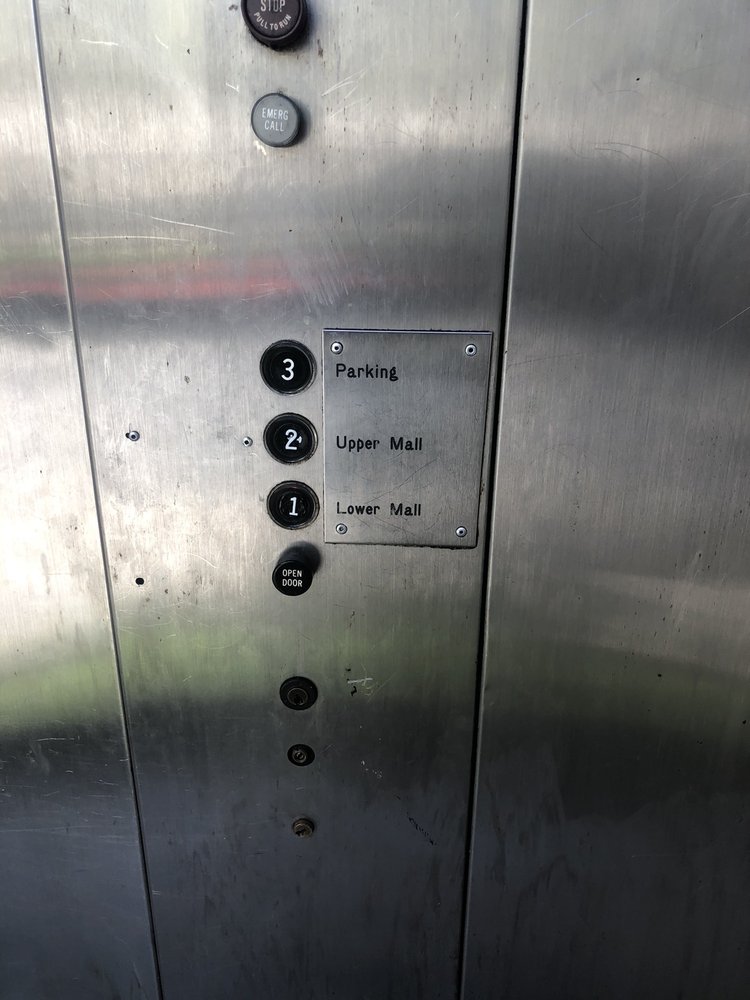 STOP
PULL TO RUN
EMERG
CALL
3 Parking
2 Upper Mall
1 Lower Mall
OPEN
DOOR